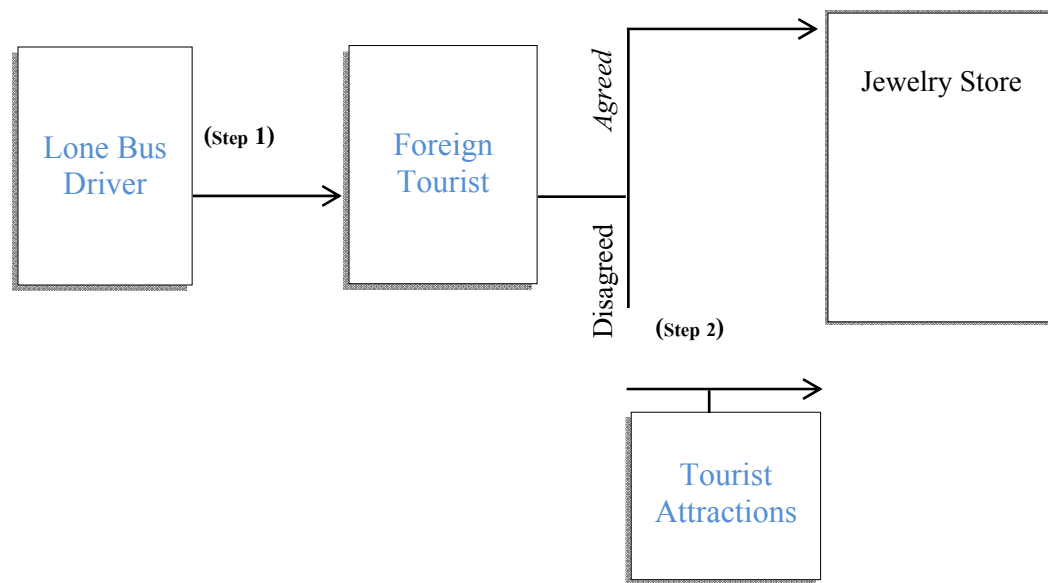 Lone Bus
Driver
(Step 1)
Foreign
Tourist
Agreed
Disagreed
(Step 2)
Jewelry Store
Tourist
Attractions